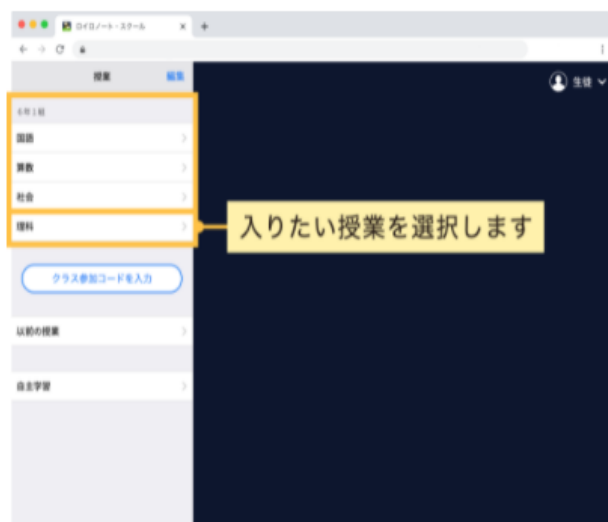 ロイロノート・スクール
授業
編集
生徒
6年1組
国語
算数
社会
理科
入りたい授業を選択します
クラス参加コードを入力
以前の授業
自主学習